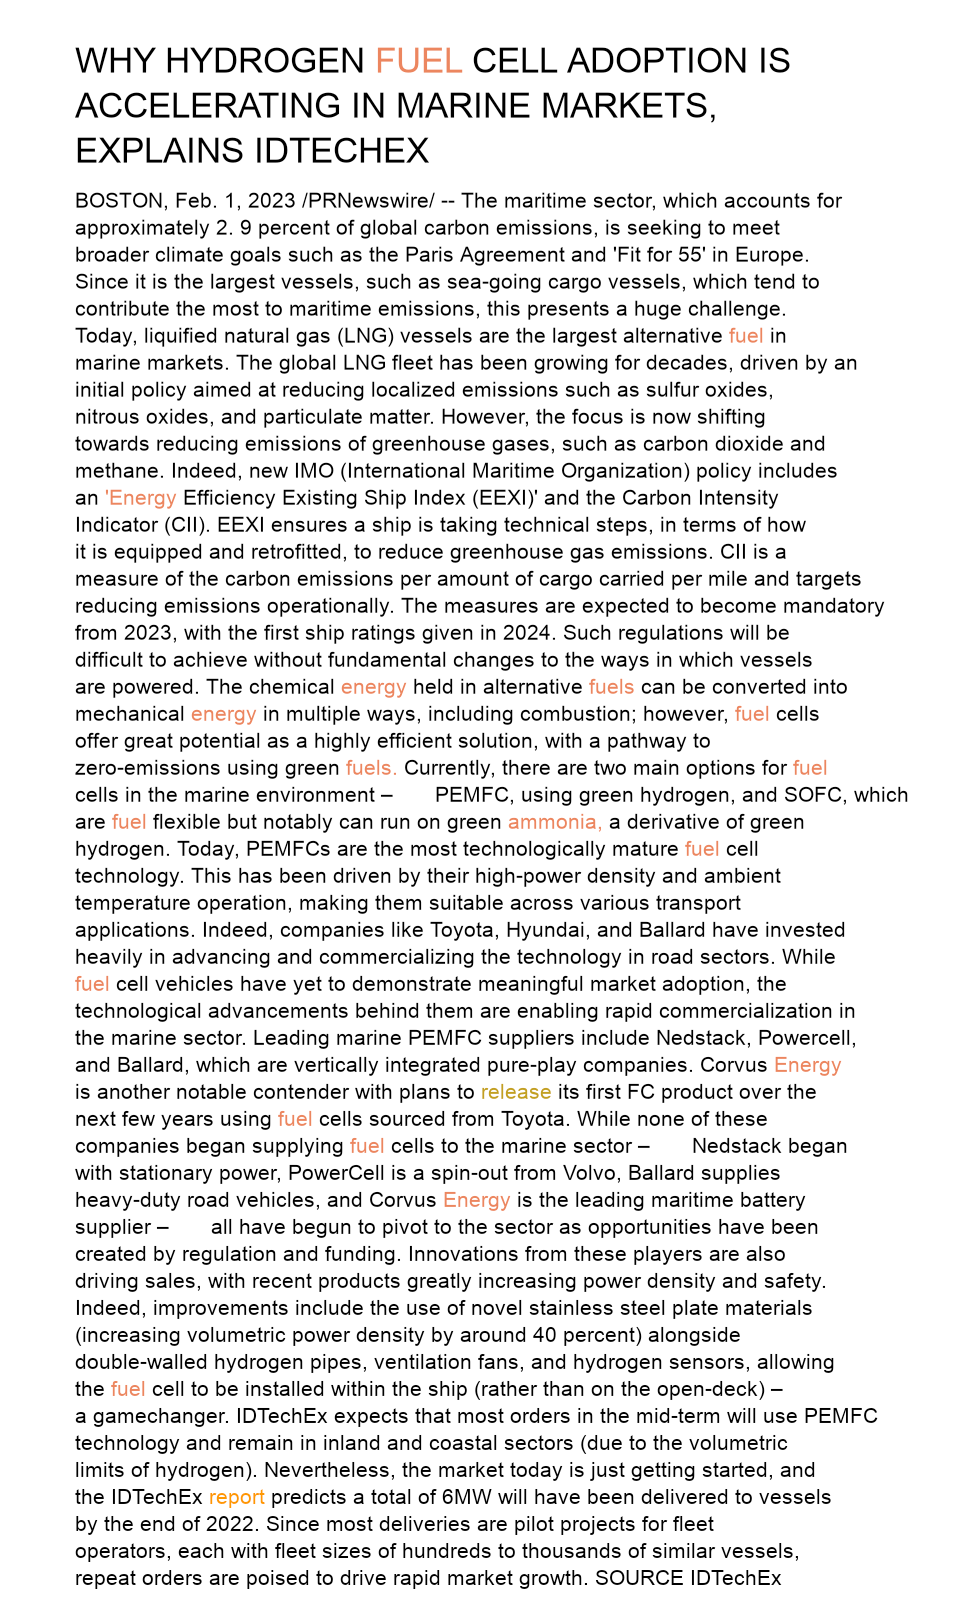 WHY HYDROGEN FUEL CELL ADOPTION IS
ACCELERATING IN MARINE MARKETS,
EXPLAINS IDTECHEX
BOSTON, Feb. 1, 2023 /PRNewswire/ -- The maritime sector, which accounts for
approximately 2. 9 percent of global carbon emissions, is seeking to meet
broader climate goals such as the Paris Agreement and 'Fit for 55' in Europe.
Since it is the largest vessels, such as sea-going cargo vessels, which tend to
contribute the most to maritime emissions, this presents a huge challenge.
Today, liquified natural gas (LNG) vessels are the largest alternative fuel in
marine markets. The global LNG fleet has been growing for decades, driven by an
initial policy aimed at reducing localized emissions such as sulfur oxides,
nitrous oxides, and particulate matter. However, the focus is now shifting
towards reducing emissions of greenhouse gases, such as carbon dioxide and
methane. Indeed, new IMO (International Maritime Organization) policy includes
an 'Energy Efficiency Existing Ship Index (EEXI)' and the Carbon Intensity
Indicator (CII). EEXI ensures a ship is taking technical steps, in terms of how
it is equipped and retrofitted, to reduce greenhouse gas emissions. CII is a
measure of the carbon emissions per amount of cargo carried per mile and targets
reducing emissions operationally. The measures are expected to become mandatory
from 2023, with the first ship ratings given in 2024. Such regulations will be
difficult to achieve without fundamental changes to the ways in which vessels
are powered. The chemical energy held in alternative fuels can be converted into
mechanical energy in multiple ways, including combustion; however, fuel cells
offer great potential as a highly efficient solution, with a pathway to
zero-emissions using green fuels. Currently, there are two main options for fuel
cells in the marine environment – PEMFC, using green hydrogen, and SOFC, which
are fuel flexible but notably can run on green ammonia, a derivative of green
hydrogen. Today, PEMFCs are the most technologically mature fuel cell
technology. This has been driven by their high-power density and ambient
temperature operation, making them suitable across various transport
applications. Indeed, companies like Toyota, Hyundai, and Ballard have invested
heavily in advancing and commercializing the technology in road sectors. While
fuel cell vehicles have yet to demonstrate meaningful market adoption, the
technological advancements behind them are enabling rapid commercialization in
the marine sector. Leading marine PEMFC suppliers include Nedstack, Powercell,
and Ballard, which are vertically integrated pure-play companies. Corvus Energy
is another notable contender with plans to release its first FC product over the
next few years using fuel cells sourced from Toyota. While none of these
companies began supplying fuel cells to the marine sector – Nedstack began
with stationary power, PowerCell is a spin-out from Volvo, Ballard supplies
heavy-duty road vehicles, and Corvus Energy is the leading maritime battery
supplier – all have begun to pivot to the sector as opportunities have been
created by regulation and funding. Innovations from these players are also
driving sales, with recent products greatly increasing power density and safety.
Indeed, improvements include the use of novel stainless steel plate materials
(increasing volumetric power density by around 40 percent) alongside
double-walled hydrogen pipes, ventilation fans, and hydrogen sensors, allowing
the fuel cell to be installed within the ship (rather than on the open-deck) –
a gamechanger. IDTechEx expects that most orders in the mid-term will use PEMFC
technology and remain in inland and coastal sectors (due to the volumetric
limits of hydrogen). Nevertheless, the market today is just getting started, and
the IDTechEx report predicts a total of 6MW will have been delivered to vessels
by the end of 2022. Since most deliveries are pilot projects for fleet
operators, each with fleet sizes of hundreds to thousands of similar vessels,
repeat orders are poised to drive rapid market growth. SOURCE IDTechEx